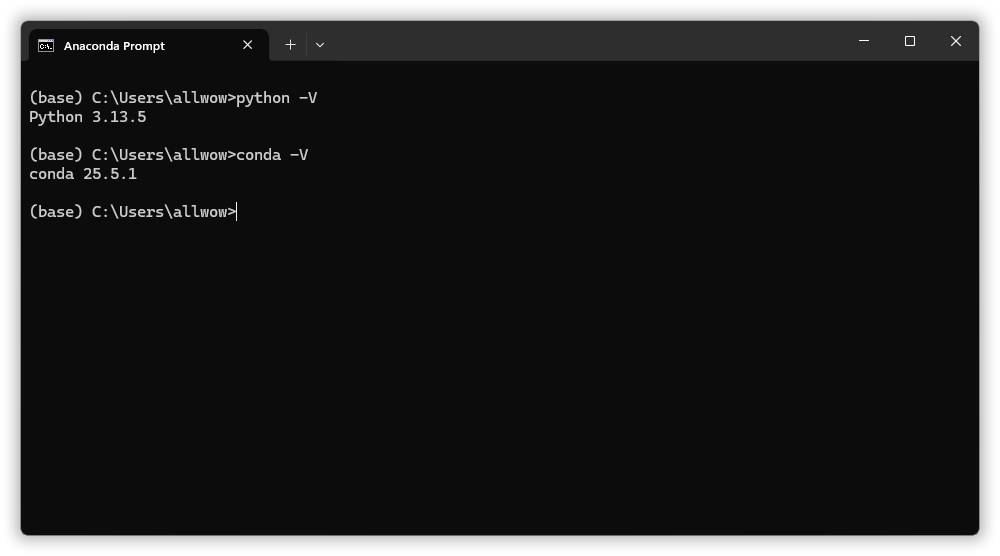 Anaconda Prompt
(base) C:\Users\allwow>python -V
Python 3.13.5
(base) C:\Users\allwow>conda -V
conda 25.5.1
(base) C:\Users\allwow>